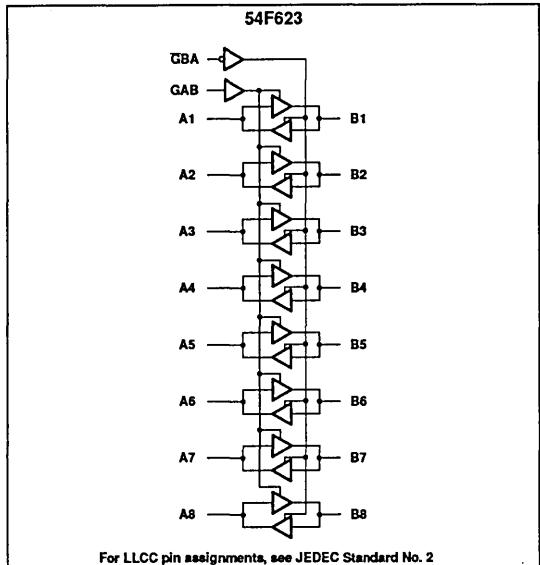 54F623
G̅BA
GAB
A1 B1
A2 B2
A3 B3
A4 B4
A5 B5
A6 B6
A7 B7
A8 B8
For LLCC pin assignments, see JEDEC Standard No. 2